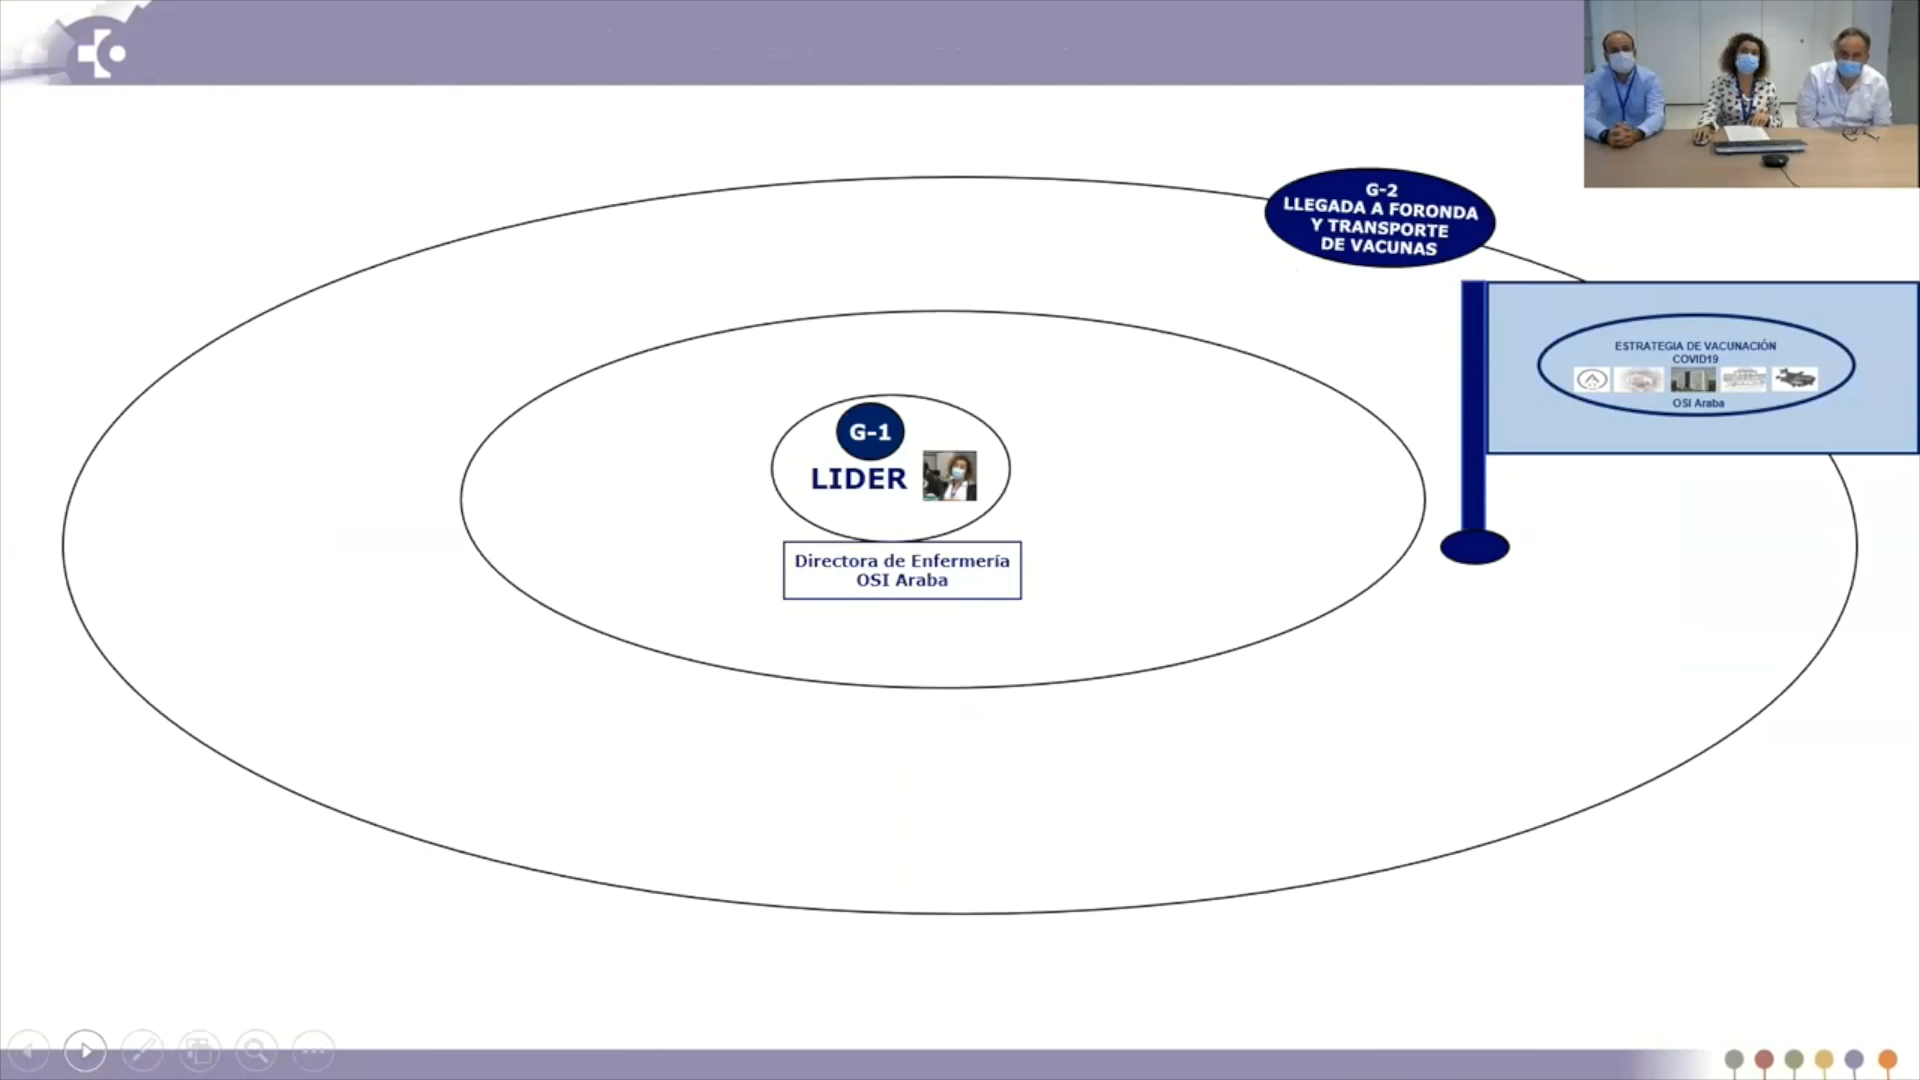 G-2
LLEGADA A FORONDA
Y TRANSPORTE
DE VACUNAS
ESTRATEGIA DE VACUNACIÓN
COVID19
OSI Araba
G-1
LIDER
Directora de Enfermería
OSI Araba